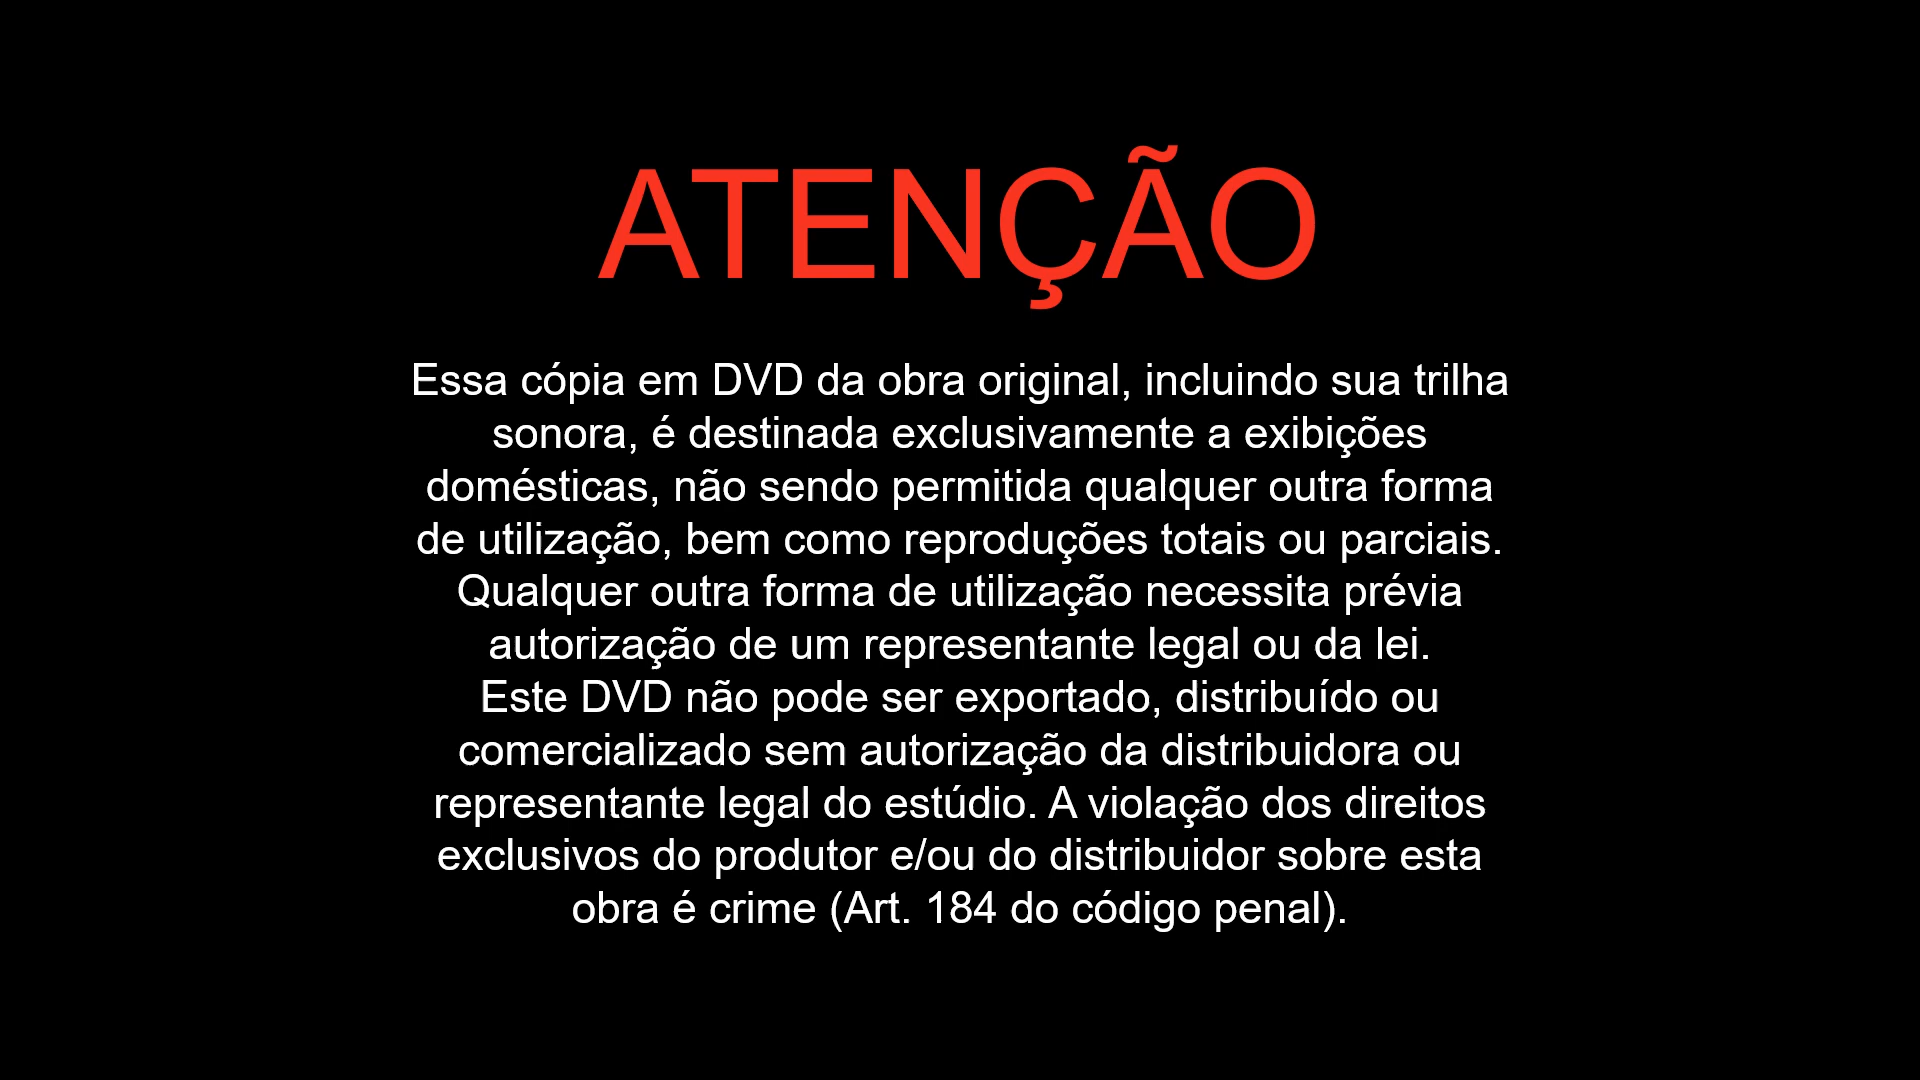 ATENÇÃO
Essa cópia em DVD da obra original, incluindo sua trilha
sonora, é destinada exclusivamente a exibições
domésticas, não sendo permitida qualquer outra forma
de utilização, bem como reproduções totais ou parciais.
Qualquer outra forma de utilização necessita prévia
autorização de um representante legal ou da lei.
Este DVD não pode ser exportado, distribuído ou
comercializado sem autorização da distribuidora ou
representante legal do estúdio. A violação dos direitos
exclusivos do produtor e/ou do distribuidor sobre esta
obra é crime (Art. 184 do código penal).